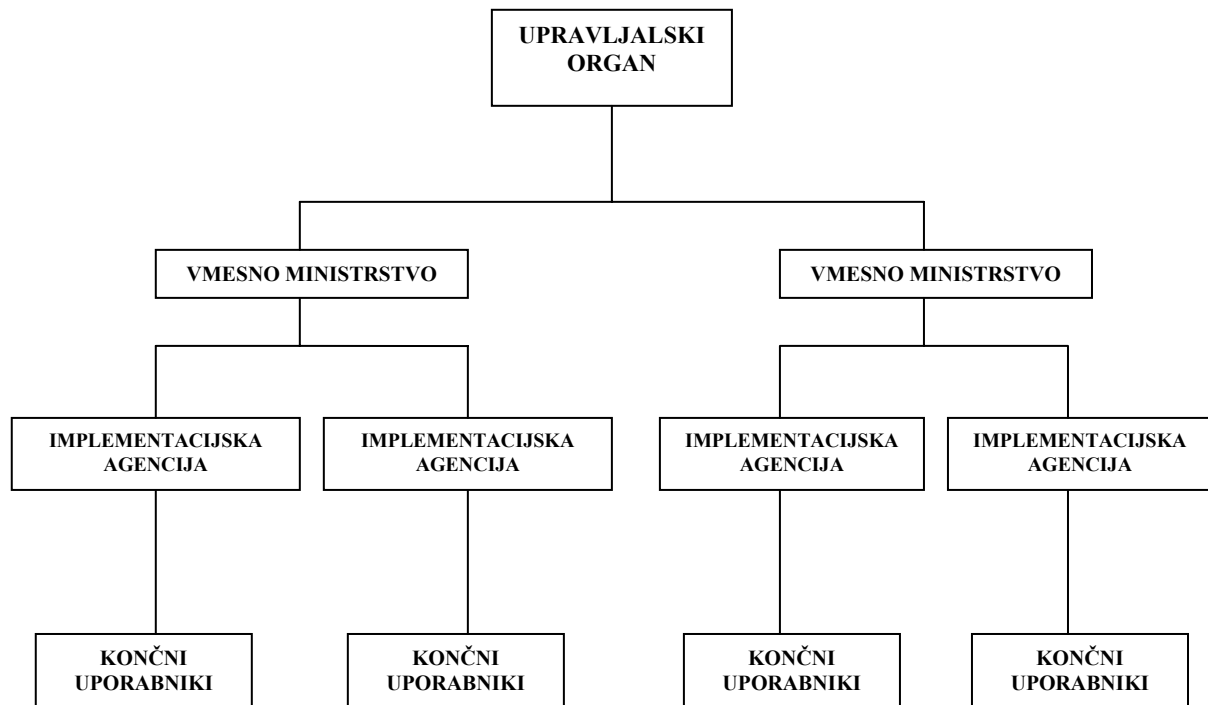 UPRAVLJALSKI
ORGAN
VMESNO MINISTRSTVO
VMESNO MINISTRSTVO
IMPLEMENTACIJSKA
AGENCIJA
IMPLEMENTACIJSKA
AGENCIJA
IMPLEMENTACIJSKA
AGENCIJA
IMPLEMENTACIJSKA
AGENCIJA
KONČNI
UPORABNIKI
KONČNI
UPORABNIKI
KONČNI
UPORABNIKI
KONČNI
UPORABNIKI